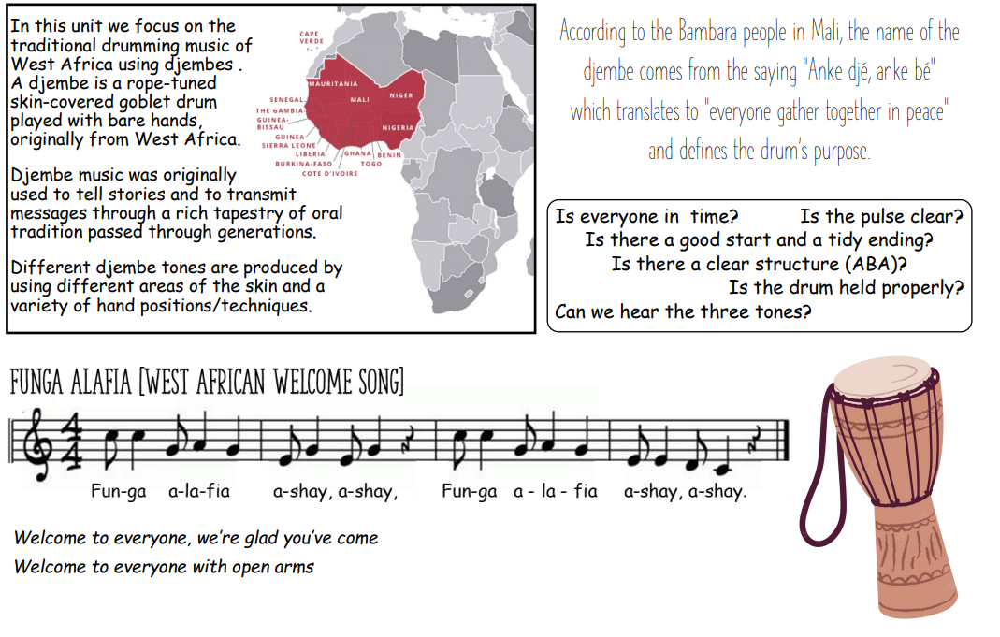 In this unit we focus on the
traditional drumming music of
West Africa using djembes .
A djembe is a rope-tuned
skin-covered goblet drum
played with bare hands,
originally from West Africa.
Djembe music was originally
used to tell stories and to transmit
messages through a rich tapestry of oral
tradition passed through generations.
Different djembe tones are produced by
using different areas of the skin and a
variety of hand positions/techniques.
CAPE
VERDE
MAURITANIA
MALI
NIGER
SENEGAL
THE GAMBIA
GUINEA-
BISSAU
GUINEA
SIERRA LEONE
LIBERIA
BURKINA-FASO
COTE D'IVOIRE
GHANA
TOGO
BENIN
NIGERIA
According to the Bambara people in Mali, the name of the
djembe comes from the saying "Anke djé, anke bé"
which translates to "everyone gather together in peace"
and defines the drum's purpose.
Is everyone in time? Is the pulse clear?
Is there a good start and a tidy ending?
Is there a clear structure (ABA)?
Is the drum held properly?
Can we hear the three tones?
FUNGA ALAFIA [WEST AFRICAN WELCOME SONG]
4
4
Fun-ga a-la-fia a-shay, a-shay, Fun-ga a - la - fia a-shay, a-shay.
Welcome to everyone, we're glad you've come
Welcome to everyone with open arms